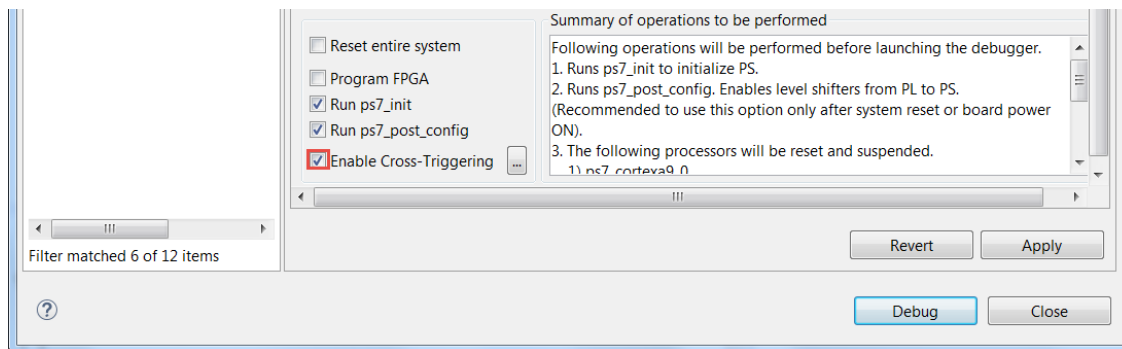 Summary of operations to be performed
Reset entire system
Program FPGA
Run ps7_init
Run ps7_post_config
Enable Cross-Triggering
...
Following operations will be performed before launching the debugger.
1. Runs ps7_init to initialize PS.
2. Runs ps7_post_config. Enables level shifters from PL to PS.
(Recommended to use this option only after system reset or board power
ON).
3. The following processors will be reset and suspended.
1) ps7_cortexa9_0
Filter matched 6 of 12 items
Revert
Apply
?
Debug
Close